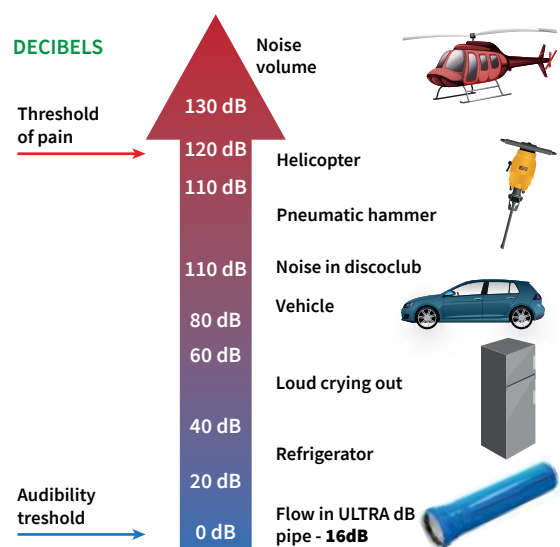 DECIBELS
Noise
volume
130 dB
Threshold
of pain
120 dB
Helicopter
110 dB
Pneumatic hammer
110 dB
Noise in discoclub
Vehicle
80 dB
60 dB
Loud crying out
40 dB
Refrigerator
20 dB
Audibility
treshold
0 dB
Flow in ULTRA dB
pipe - 16dB